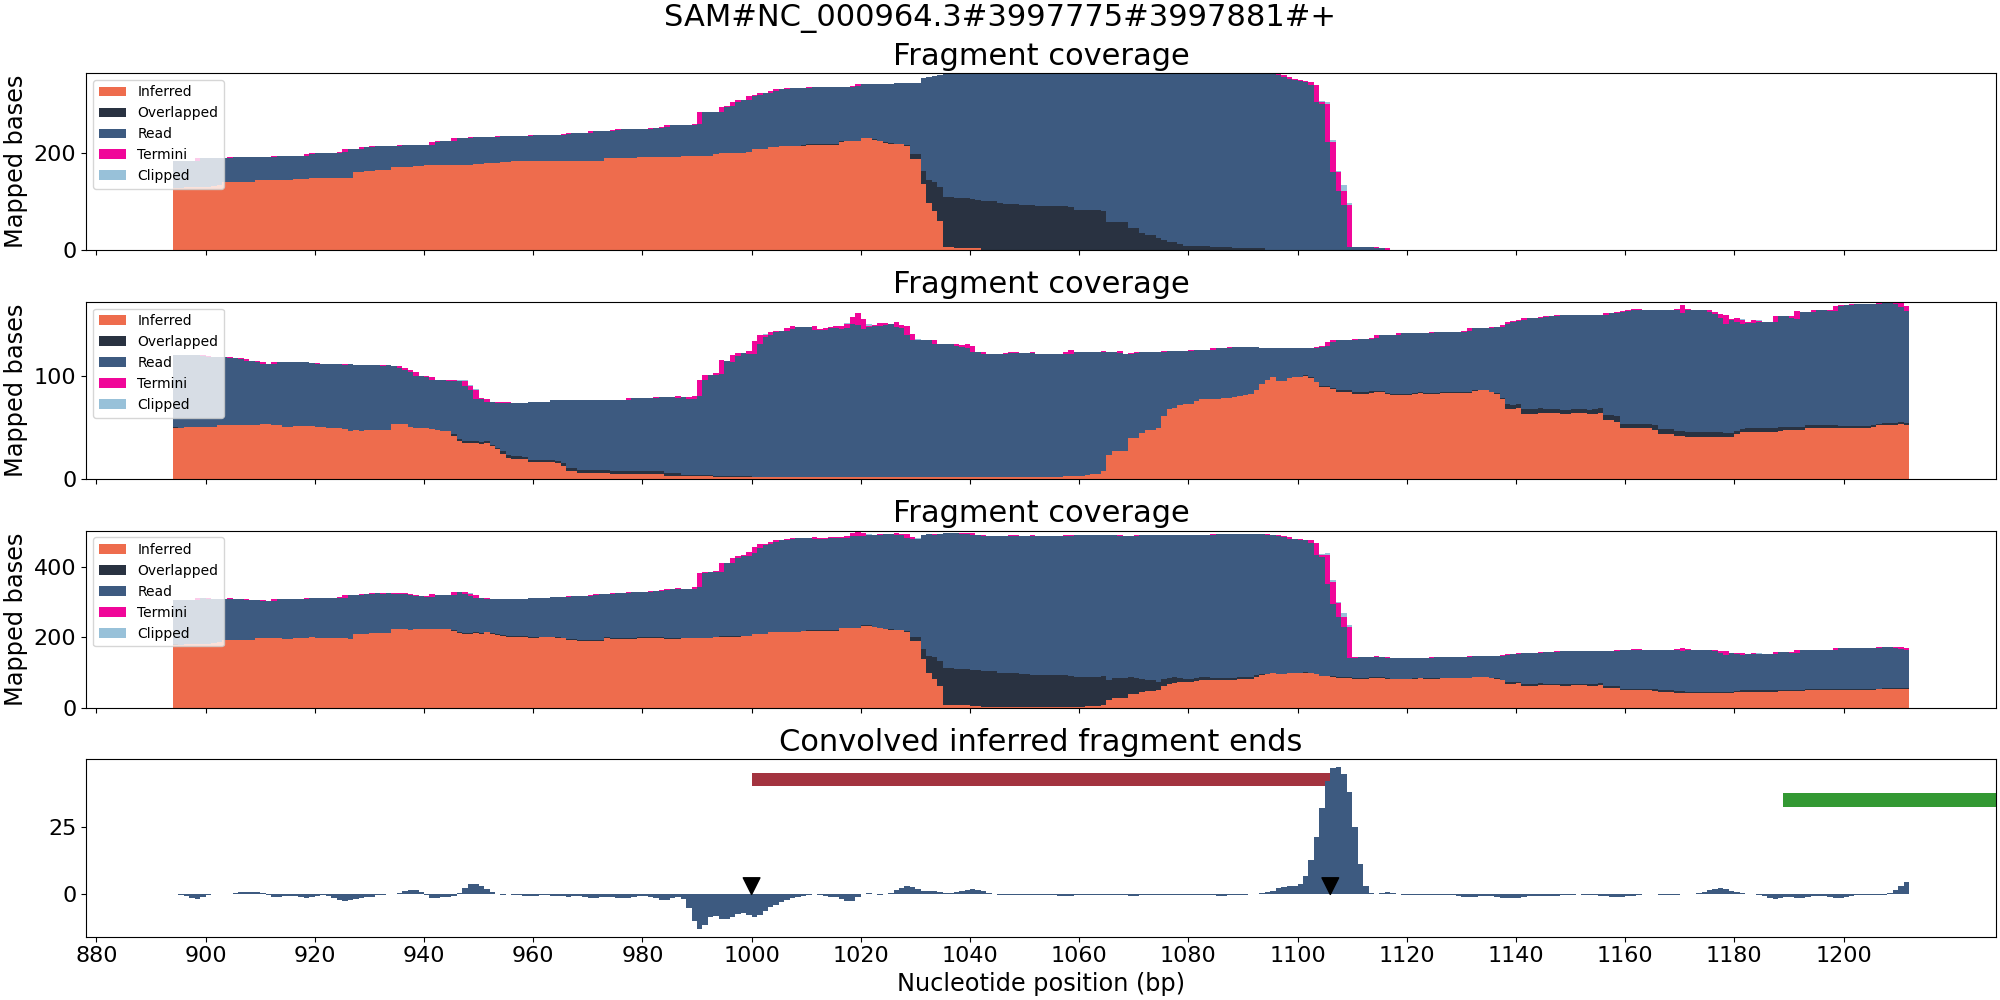 SAM#NC_000964.3#3997775#3997881#+
Fragment coverage
Mapped bases
200
0
Inferred
Overlapped
Read
Termini
Clipped
Fragment coverage
Mapped bases
100
0
Inferred
Overlapped
Read
Termini
Clipped
Fragment coverage
Mapped bases
400
200
0
Inferred
Overlapped
Read
Termini
Clipped
Convolved inferred fragment ends
25
0
880 900 920 940 960 980 1000 1020 1040 1060 1080 1100 1120 1140 1160 1180 1200
Nucleotide position (bp)